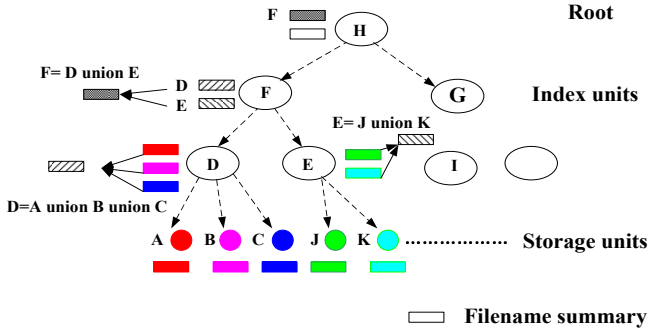 F
H
Root
F= D union E
D
E
F
G
Index units
E= J union K
D
E
I
D=A union B union C
A
B
C
J
K
Storage units
Filename summary